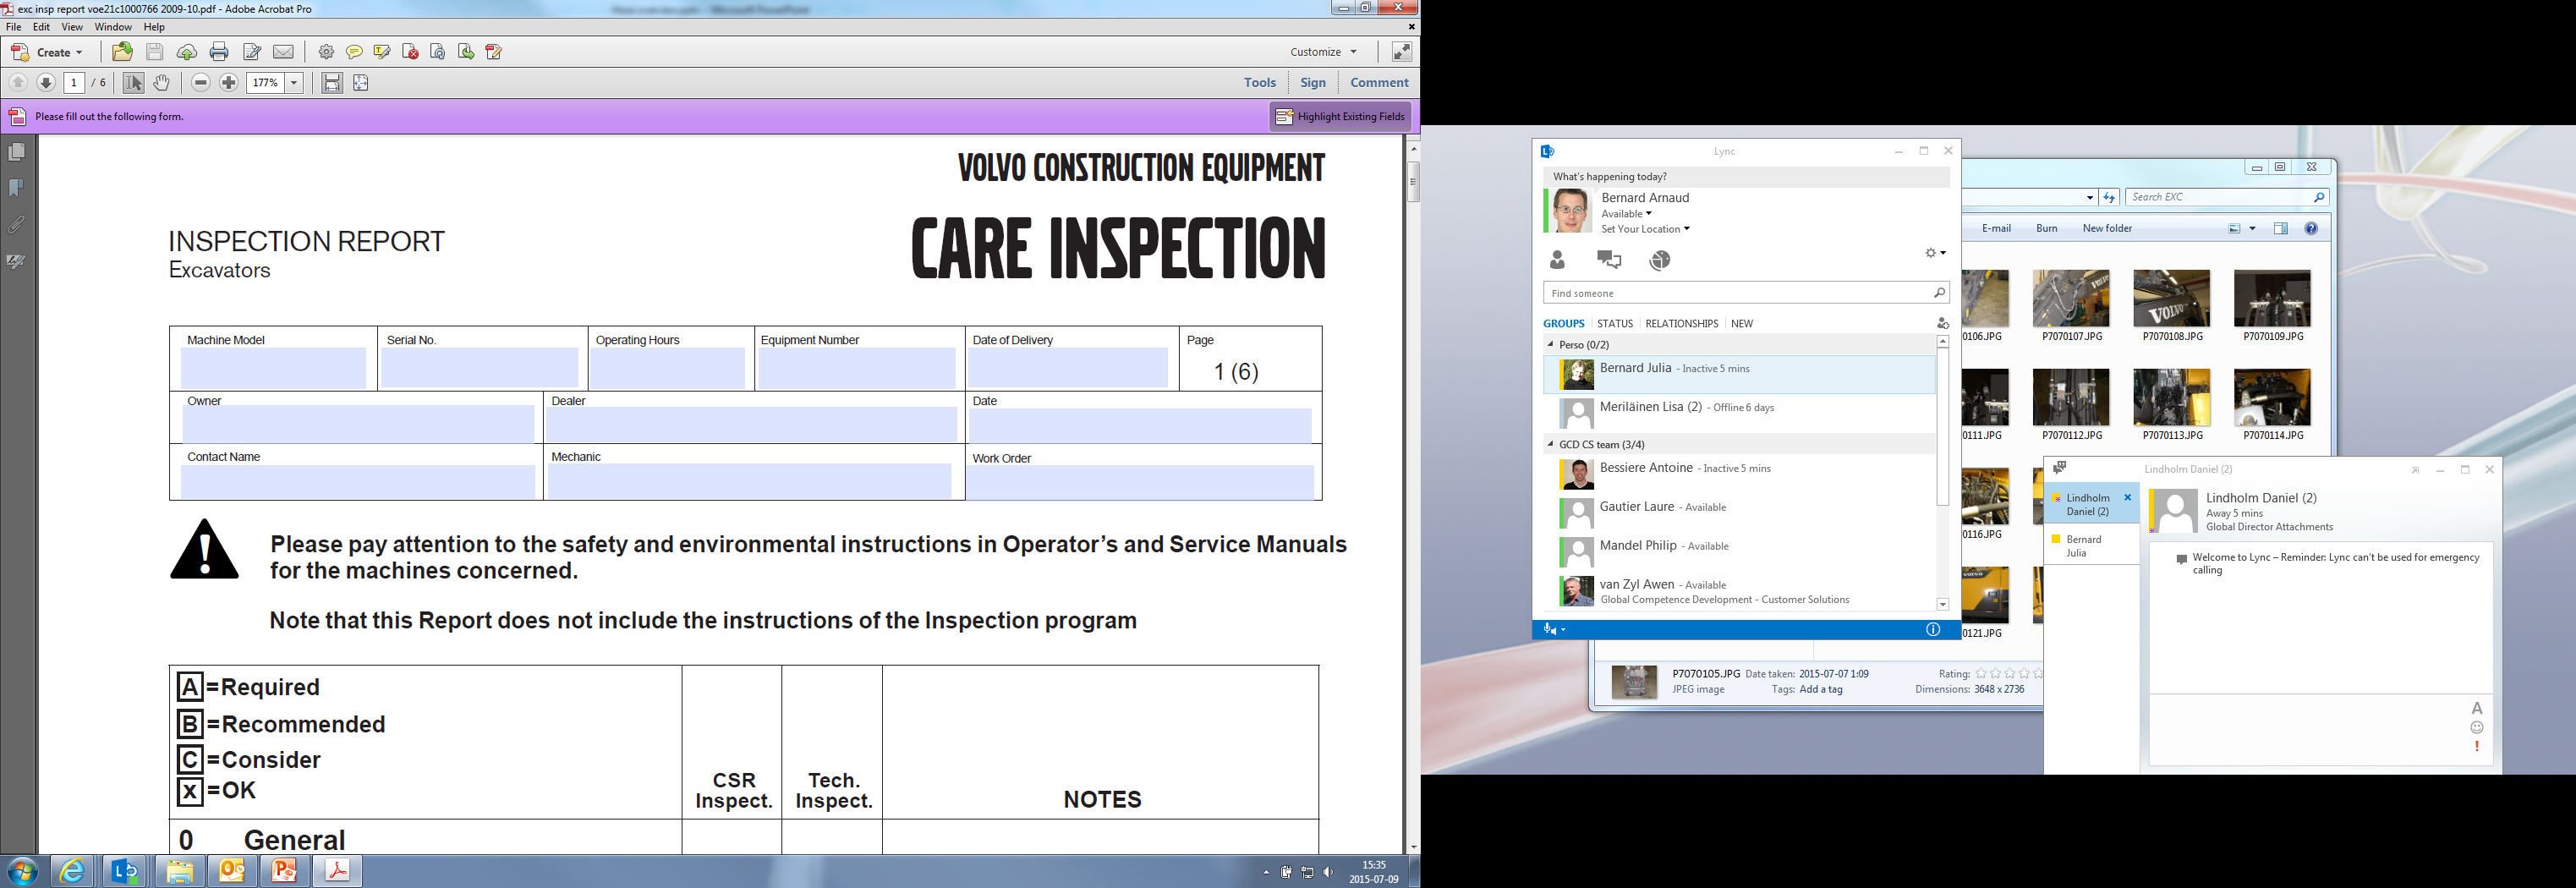 exc insp report voe21c1000766 2009-10.pdf - Adobe Acrobat Pro
File Edit View Window Help
Create
Customize
1 / 6 177% Tools Sign Comment
Please fill out the following form.
Highlight Existing Fields
VOLVO CONSTRUCTION EQUIPMENT
CARE INSPECTION
INSPECTION REPORT
Excavators
Machine Model Serial No. Operating Hours Equipment Number Date of Delivery Page
1 (6)
Owner Dealer Date
Contact Name Mechanic Work Order
Please pay attention to the safety and environmental instructions in Operator's and Service Manuals
for the machines concerned.
Note that this Report does not include the instructions of the Inspection program
A =Required
B =Recommended
C =Consider
x =OK
CSR Inspect.
Tech. Inspect.
NOTES
0 General
15:35
2015-07-09
Lync
What's happening today?
Bernard Arnaud
Available
Set Your Location
Find someone
GROUPS STATUS RELATIONSHIPS NEW
Perso (0/2)
Bernard Julia - Inactive 5 mins
Meriläinen Lisa (2) - Offline 6 days
GCD CS team (3/4)
Bessiere Antoine - Inactive 5 mins
Gautier Laure - Available
Mandel Philip - Available
van Zyl Awen - Available
Global Competence Development - Customer Solutions
Search EXC
E-mail Burn New folder
0106.JPG P7070107.JPG P7070108.JPG P7070109.JPG
0111.JPG P7070112.JPG P7070113.JPG P7070114.JPG
0116.JPG
0121.JPG
P7070105.JPG Date taken: 2015-07-07 1:09 Rating:
JPEG image Tags: Add a tag Dimensions: 3648 x 2736
Lindholm Daniel (2)
Lindholm
Daniel (2)
Bernard
Julia
Lindholm Daniel (2)
Away 5 mins
Global Director Attachments
Welcome to Lync – Reminder: Lync can't be used for emergency
calling